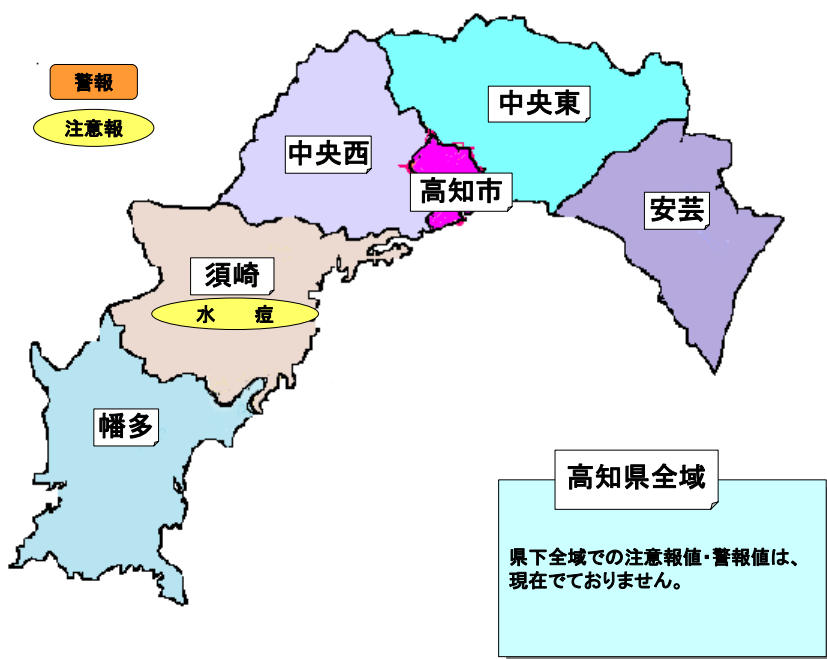 警報
注意報
中央東
中央西
高知市
安芸
須崎
水　痘
幡多
高知県全域
県下全域での注意報値・警報値は、
現在でておりません。